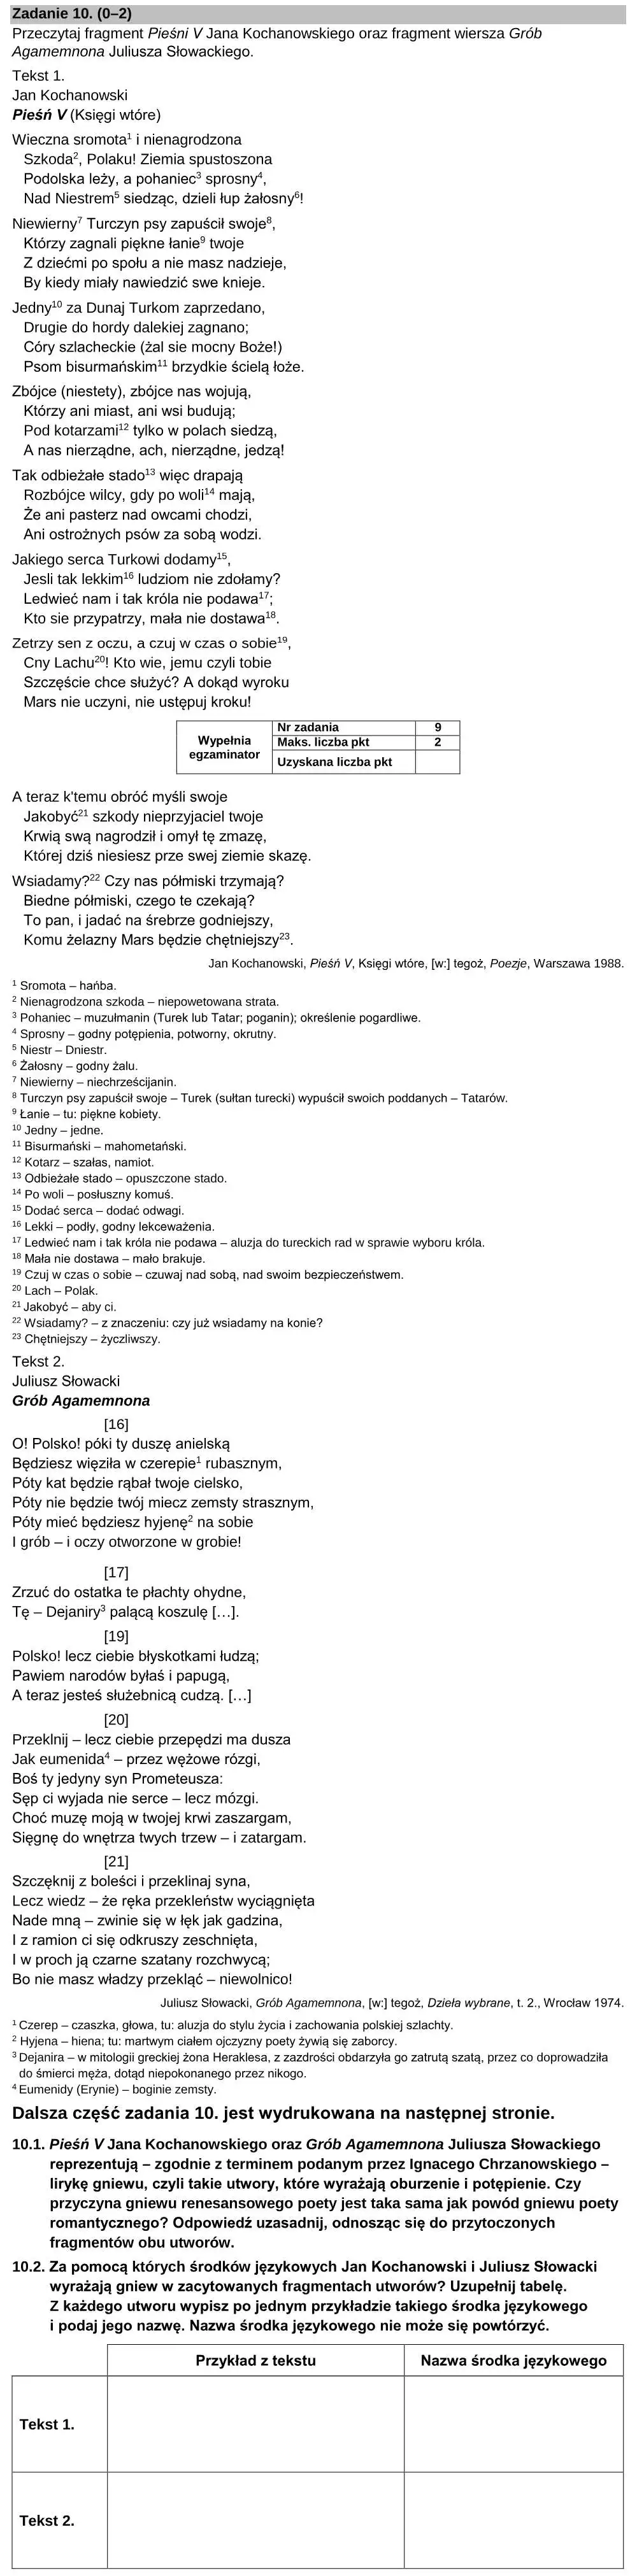 Zadanie 10. (0–2)
Przeczytaj fragment Pieśni V Jana Kochanowskiego oraz fragment wiersza Grób
Agamemnona Juliusza Słowackiego.
Tekst 1.
Jan Kochanowski
Pieśń V (Księgi wtóre)
Wieczna sromota¹ i nienagrodzona
Szkoda², Polaku! Ziemia spustoszona
Podolska leży, a pohaniec³ sprosny⁴,
Nad Niestrem⁵ siedząc, dzieli łup żałosny⁶!
Niewierny⁷ Turczyn psy zapuścił swoje⁸,
Którzy zagnali piękne łanie⁹ twoje
Z dziećmi po społu a nie masz nadzieje,
By kiedy miały nawiedzić swe knieje.
Jedny¹⁰ za Dunaj Turkom zaprzedano,
Drugie do hordy dalekiej zagnano;
Córy szlacheckie (żal sie mocny Boże!)
Psom bisurmańskim¹¹ brzydkie ścielą łoże.
Zbójce (niestety), zbójce nas wojują,
Którzy ani miast, ani wsi budują;
Pod kotarzami¹² tylko w polach siedzą,
A nas nierządne, ach, nierządne, jedzą!
Tak odbieżałe stado¹³ więc drapają
Rozbójce wilcy, gdy po woli¹⁴ mają,
Że ani pasterz nad owcami chodzi,
Ani ostrożnych psów za sobą wodzi.
Jakiego serca Turkowi dodamy¹⁵,
Jesli tak lekkim¹⁶ ludziom nie zdołamy?
Ledwieć nam i tak króla nie podawa¹⁷;
Kto sie przypatrzy, mała nie dostawa¹⁸.
Zetrzy sen z oczu, a czuj w czas o sobie¹⁹,
Cny Lachu²⁰! Kto wie, jemu czyli tobie
Szczęście chce służyć? A dokąd wyroku
Mars nie uczyni, nie ustępuj kroku!
Wypełnia egzaminator
Nr zadania 9
Maks. liczba pkt 2
Uzyskana liczba pkt
A teraz k'temu obróć myśli swoje
Jakobyć²¹ szkody nieprzyjaciel twoje
Krwią swą nagrodził i omył tę zmazę,
Której dziś niesiesz prze swej ziemie skazę.
Wsiadamy?²² Czy nas półmiski trzymają?
Biedne półmiski, czego te czekają?
To pan, i jadać na śrebrze godniejszy,
Komu żelazny Mars będzie chętniejszy²³.
Jan Kochanowski, Pieśń V, Księgi wtóre, [w:] tegoż, Poezje, Warszawa 1988.
¹ Sromota – hańba.
² Nienagrodzona szkoda – niepowetowana strata.
³ Pohaniec – muzułmanin (Turek lub Tatar; poganin); określenie pogardliwe.
⁴ Sprosny – godny potępienia, potworny, okrutny.
⁵ Niestr – Dniestr.
⁶ Żałosny – godny żalu.
⁷ Niewierny – niechrześcijanin.
⁸ Turczyn psy zapuścił swoje – Turek (sułtan turecki) wypuścił swoich poddanych – Tatarów.
⁹ Łanie – tu: piękne kobiety.
¹⁰ Jedny – jedne.
¹¹ Bisurmański – mahometański.
¹² Kotarz – szałas, namiot.
¹³ Odbieżałe stado – opuszczone stado.
¹⁴ Po woli – posłuszny komuś.
¹⁵ Dodać serca – dodać odwagi.
¹⁶ Lekki – podły, godny lekceważenia.
¹⁷ Ledwieć nam i tak króla nie podawa – aluzja do tureckich rad w sprawie wyboru króla.
¹⁸ Mała nie dostawa – mało brakuje.
¹⁹ Czuj w czas o sobie – czuwaj nad sobą, nad swoim bezpieczeństwem.
²⁰ Lach – Polak.
²¹ Jakobyć – aby ci.
²² Wsiadamy? – z znaczeniu: czy już wsiadamy na konie?
²³ Chętniejszy – życzliwszy.
Tekst 2.
Juliusz Słowacki
Grób Agamemnona
[16]
O! Polsko! póki ty duszę anielską
Będziesz więziła w czerepie¹ rubasznym,
Póty kat będzie rąbał twoje cielsko,
Póty nie będzie twój miecz zemsty strasznym,
Póty mieć będziesz hyjenę² na sobie
I grób – i oczy otworzone w grobie!
[17]
Zrzuć do ostatka te płachty ohydne,
Tę – Dejaniry³ palącą koszulę […].
[19]
Polsko! lecz ciebie błyskotkami łudzą;
Pawiem narodów byłaś i papugą,
A teraz jesteś służebnicą cudzą. […]
[20]
Przeklnij – lecz ciebie przepędzi ma dusza
Jak eumenida⁴ – przez wężowe rózgi,
Boś ty jedyny syn Prometeusza:
Sęp ci wyjada nie serce – lecz mózgi.
Choć muzę moją w twojej krwi zaszargam,
Sięgnę do wnętrza twych trzew – i zatargam.
[21]
Szczęknij z boleści i przeklinaj syna,
Lecz wiedz – że ręka przekleństw wyciągnięta
Nade mną – zwinie się w łęk jak gadzina,
I z ramion ci się odkruszy zeschnięta,
I w proch ją czarne szatany rozchwycą;
Bo nie masz władzy przekląć – niewolnico!
Juliusz Słowacki, Grób Agamemnona, [w:] tegoż, Dzieła wybrane, t. 2., Wrocław 1974.
¹ Czerep – czaszka, głowa, tu: aluzja do stylu życia i zachowania polskiej szlachty.
² Hyjena – hiena; tu: martwym ciałem ojczyzny poety żywią się zaborcy.
³ Dejanira – w mitologii greckiej żona Heraklesa, z zazdrości obdarzyła go zatrutą szatą, przez co doprowadziła
do śmierci męża, dotąd niepokonanego przez nikogo.
⁴ Eumenidy (Erynie) – boginie zemsty.
Dalsza część zadania 10. jest wydrukowana na następnej stronie.
10.1. Pieśń V Jana Kochanowskiego oraz Grób Agamemnona Juliusza Słowackiego
reprezentują – zgodnie z terminem podanym przez Ignacego Chrzanowskiego –
lirykę gniewu, czyli takie utwory, które wyrażają oburzenie i potępienie. Czy
przyczyna gniewu renesansowego poety jest taka sama jak powód gniewu poety
romantycznego? Odpowiedź uzasadnij, odnosząc się do przytoczonych
fragmentów obu utworów.
10.2. Za pomocą których środków językowych Jan Kochanowski i Juliusz Słowacki
wyrażają gniew w zacytowanych fragmentach utworów? Uzupełnij tabelę.
Z każdego utworu wypisz po jednym przykładzie takiego środka językowego
i podaj jego nazwę. Nazwa środka językowego nie może się powtórzyć.
Przykład z tekstu Nazwa środka językowego
Tekst 1.
Tekst 2.